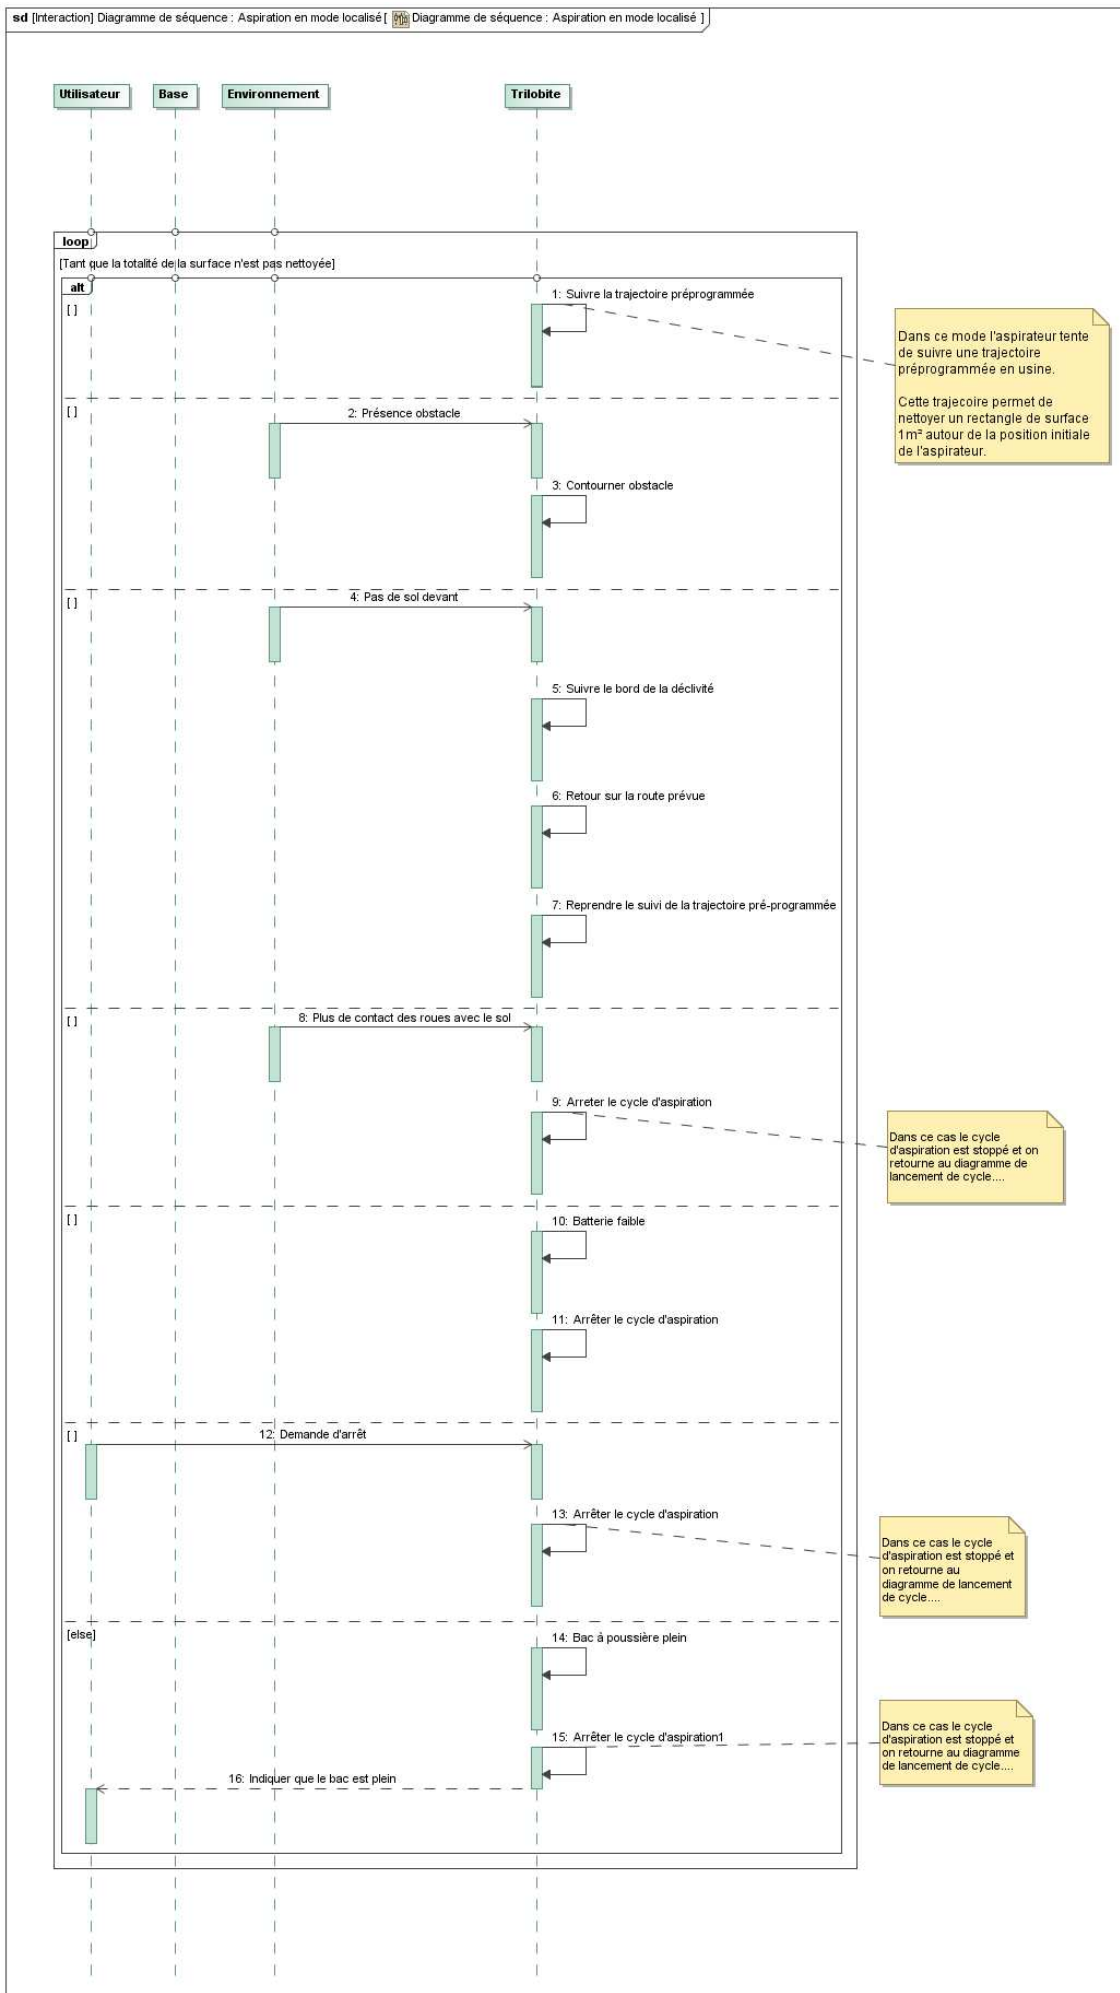 sd [Interaction] Diagramme de séquence : Aspiration en mode localisé [ Diagramme de séquence : Aspiration en mode localisé ]
Utilisateur
Base
Environnement
Trilobite
loop
[Tant que la totalité de la surface n'est pas nettoyée]
alt
[ ]
1: Suivre la trajectoire préprogrammée
Dans ce mode l'aspirateur tente
de suivre une trajectoire
préprogrammée en usine.
Cette trajecoire permet de
nettoyer un rectangle de surface
1m² autour de la position initiale
de l'aspirateur.
[ ]
2: Présence obstacle
3: Contourner obstacle
[ ]
4: Pas de sol devant
5: Suivre le bord de la déclivité
6: Retour sur la route prévue
7: Reprendre le suivi de la trajectoire pré-programmée
[ ]
8: Plus de contact des roues avec le sol
9: Arreter le cycle d'aspiration
Dans ce cas le cycle
d'aspiration est stoppé et on
retourne au diagramme de
lancement de cycle....
[ ]
10: Batterie faible
11: Arrêter le cycle d'aspiration
[ ]
12: Demande d'arrêt
13: Arrêter le cycle d'aspiration
Dans ce cas le cycle
d'aspiration est stoppé et
on retourne au
diagramme de lancement
de cycle....
[else]
14: Bac à poussière plein
15: Arrêter le cycle d'aspiration1
Dans ce cas le cycle
d'aspiration est stoppé et
on retourne au diagramme
de lancement de cycle....
16: Indiquer que le bac est plein